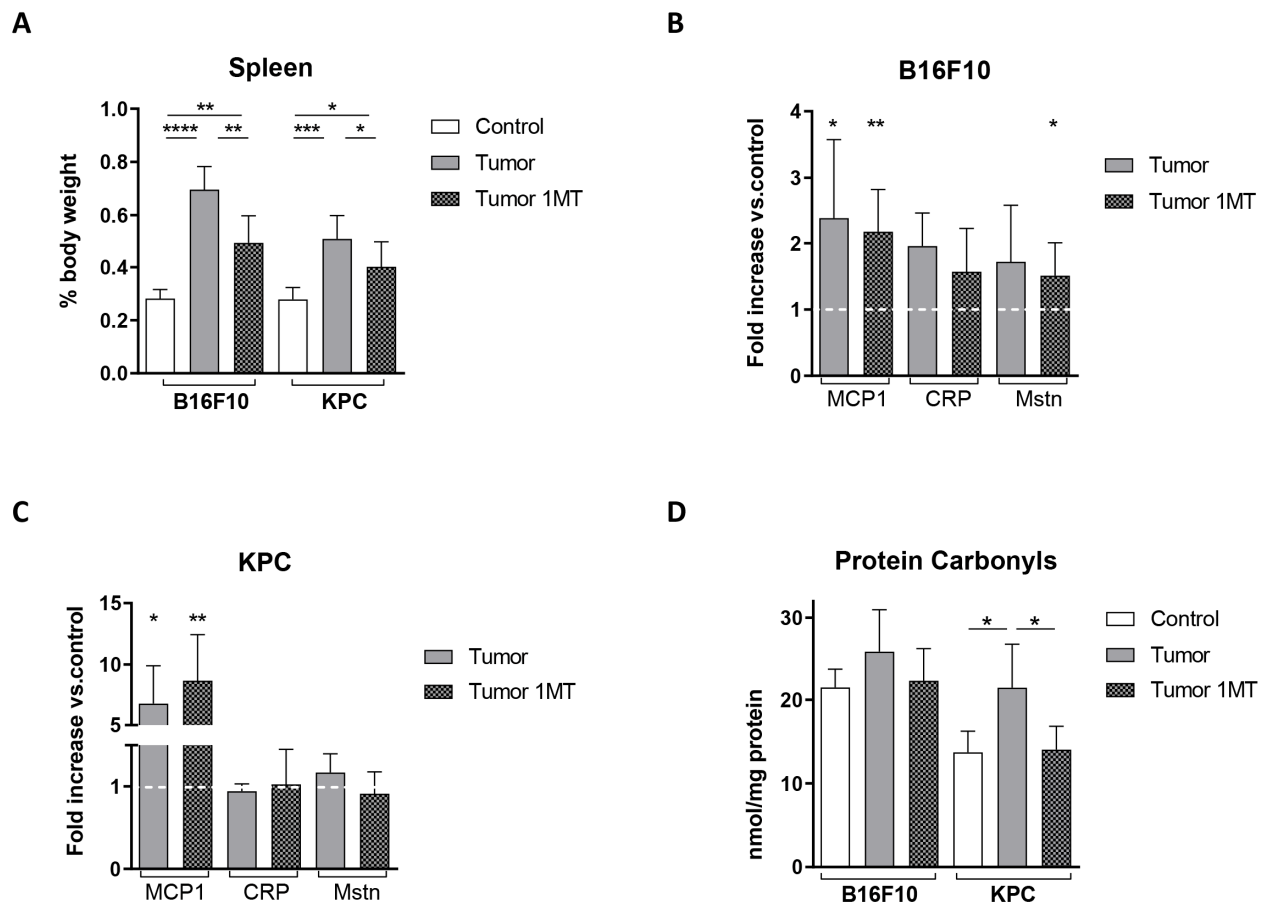 A
Spleen
% body weight
1.0
0.8
0.6
0.4
0.2
0.0
** *
**** ** *** *
B16F10 KPC
Control
Tumor
Tumor 1MT
B
B16F10
Fold increase vs.control
4
3
2
1
0
* ** *
MCP1 CRP Mstn
Tumor
Tumor 1MT
C
KPC
Fold increase vs.control
15
10
5
1
0
* **
MCP1 CRP Mstn
Tumor
Tumor 1MT
D
Protein Carbonyls
nmol/mg protein
30
20
10
0
* *
B16F10 KPC
Control
Tumor
Tumor 1MT